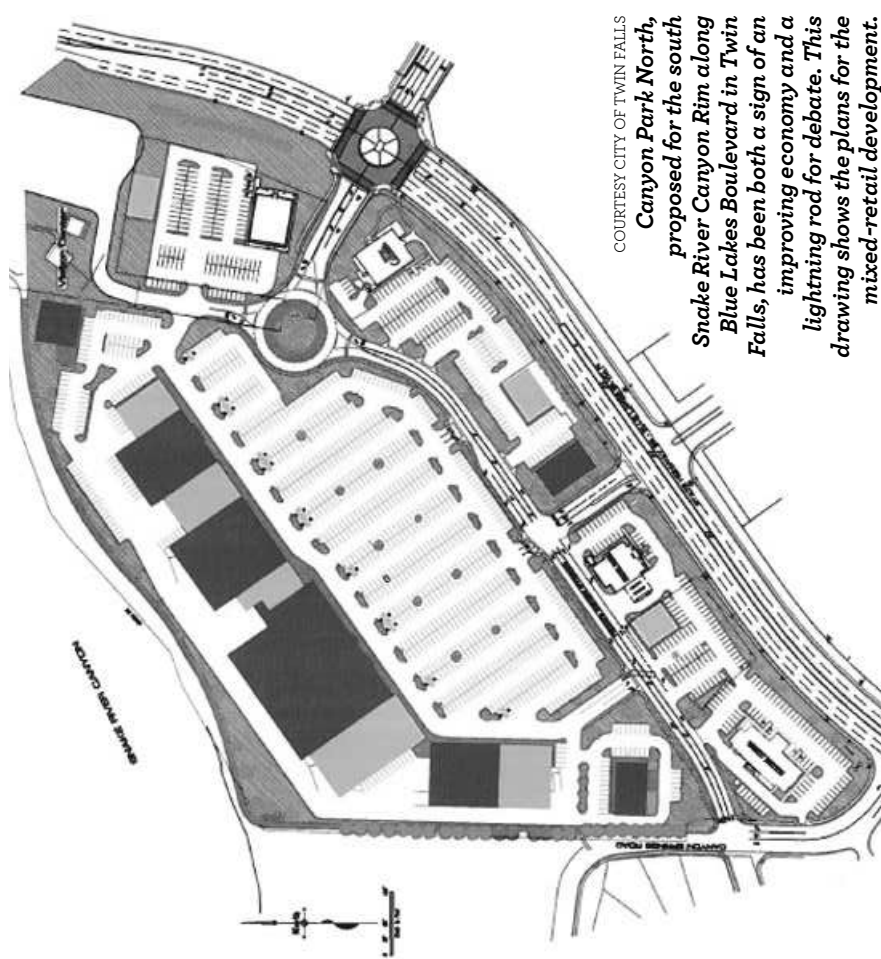 COURTESY CITY OF TWIN FALLS
Canyon Park North,
proposed for the south
Snake River Canyon Rim along
Blue Lakes Boulevard in Twin
Falls, has been both a sign of an
improving economy and a
lightning rod for debate. This
drawing shows the plans for the
mixed-retail development.
SNAKE RIVER CANYON
CANYON SPRINGS ROAD